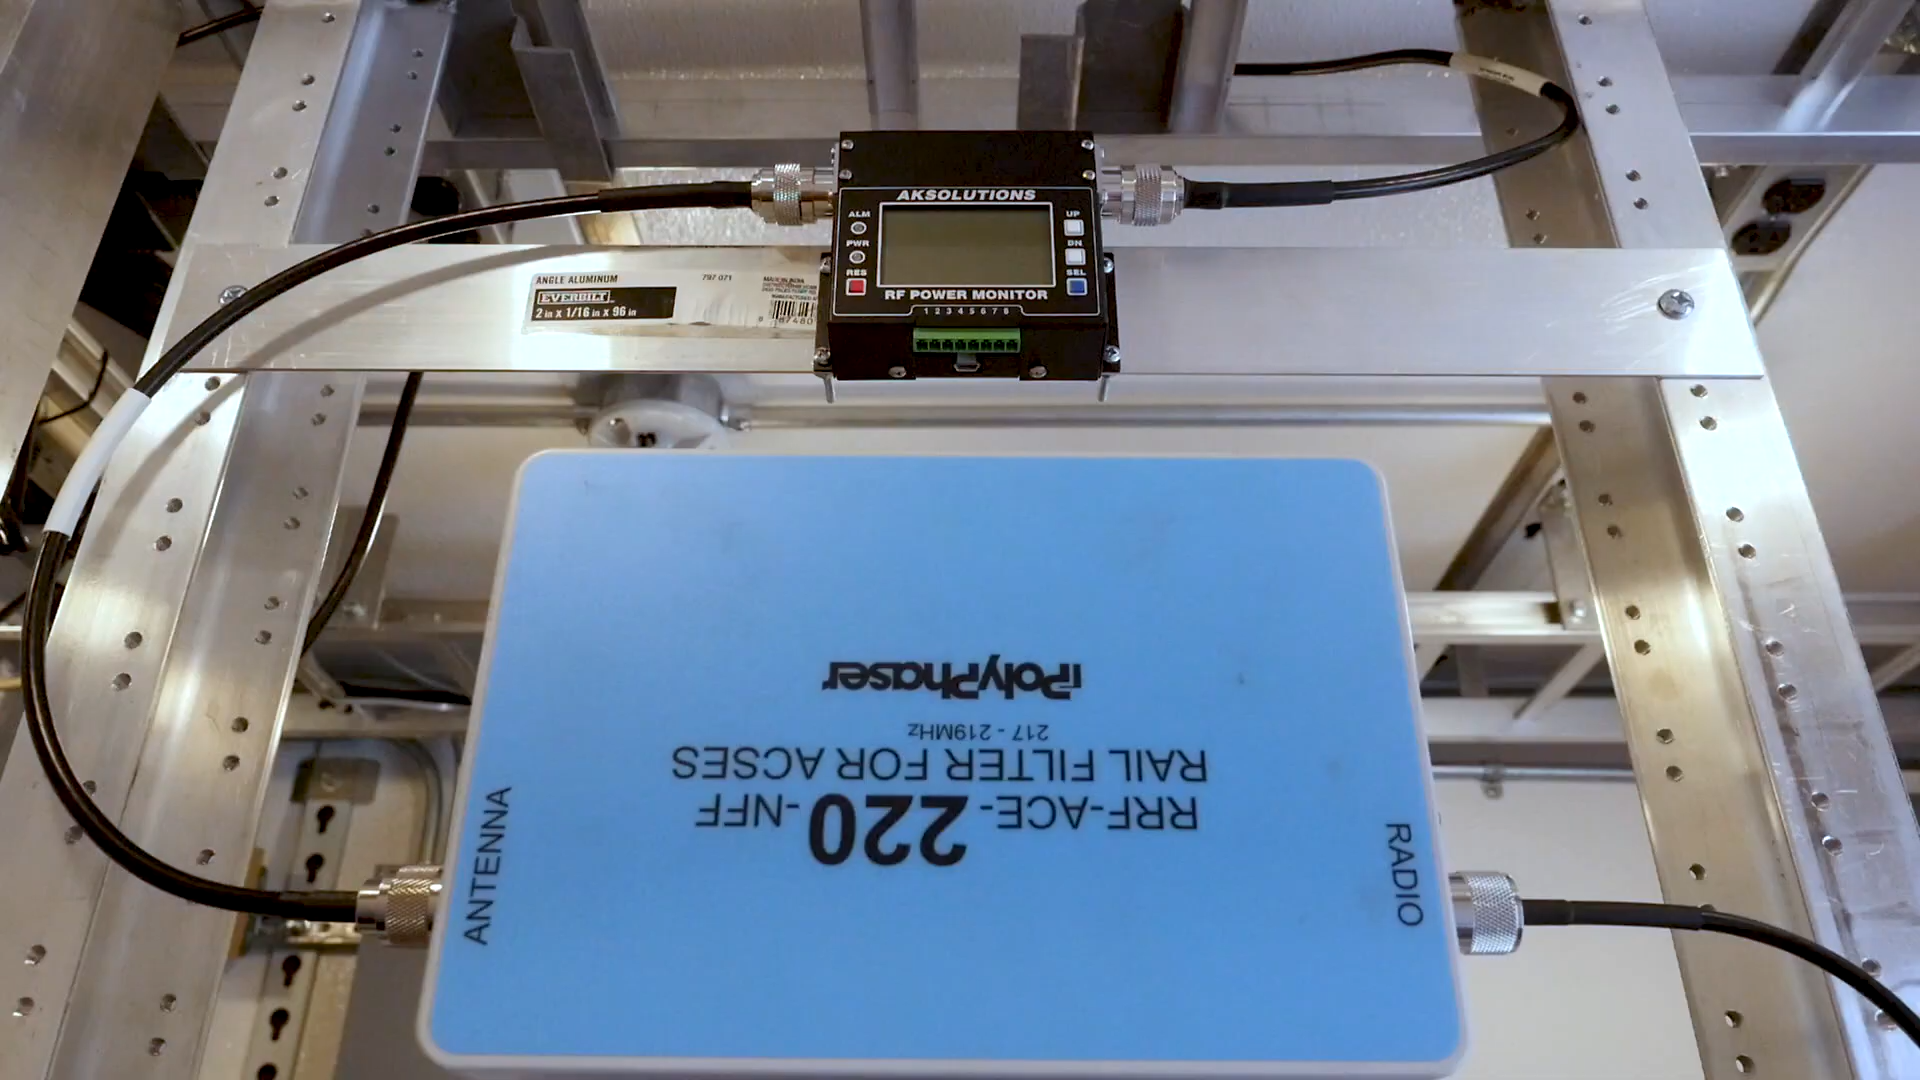 AKSOLUTIONS
ALM
PWR
RES
UP
DN
SEL
RF POWER MONITOR
1 2 3 4 5 6 7 8
ANGLE ALUMINUM
797 071
EVERBILT
2 in x 1/16 in x 96 in
RRF-ACE-220-NFF
RAIL FILTER FOR ACSES
217 - 219MHz
PolyPhaser
ANTENNA
RADIO